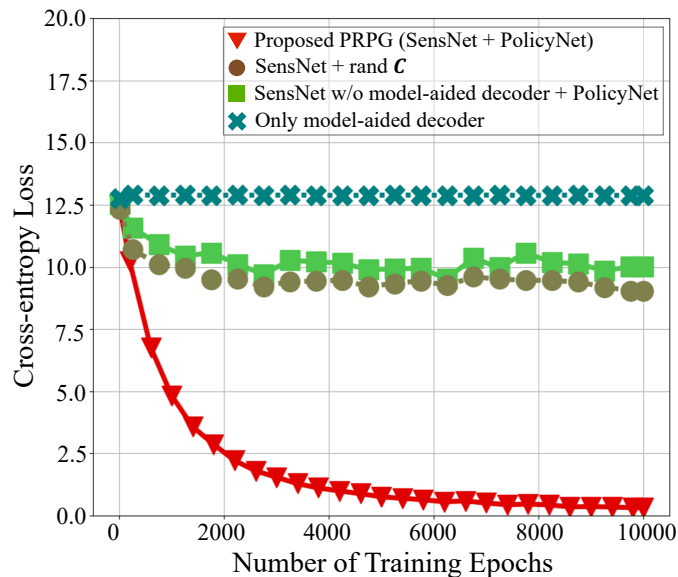 20.0
17.5
15.0
12.5
10.0
7.5
5.0
2.5
0.0
Cross-entropy Loss
Proposed PRPG (SensNet + PolicyNet)
SensNet + rand C
SensNet w/o model-aided decoder + PolicyNet
Only model-aided decoder
0 2000 4000 6000 8000 10000
Number of Training Epochs